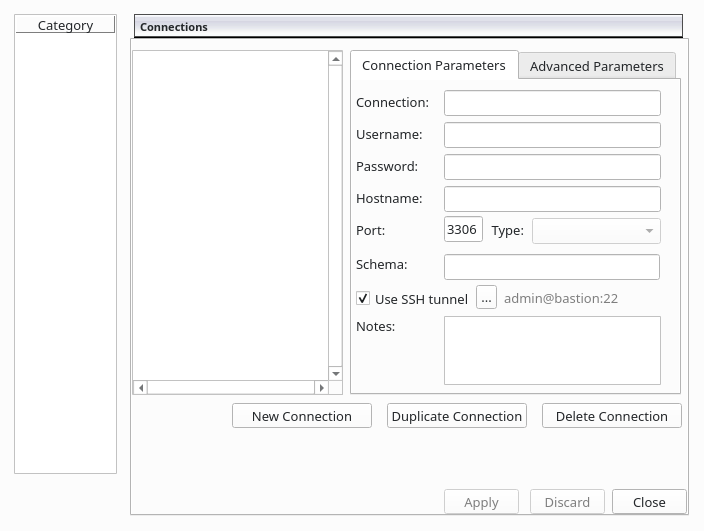 Category
Connections
Connection Parameters
Advanced Parameters
Connection:
Username:
Password:
Hostname:
Port: 3306 Type:
Schema:
Use SSH tunnel ... admin@bastion:22
Notes:
New Connection Duplicate Connection Delete Connection
Apply Discard Close